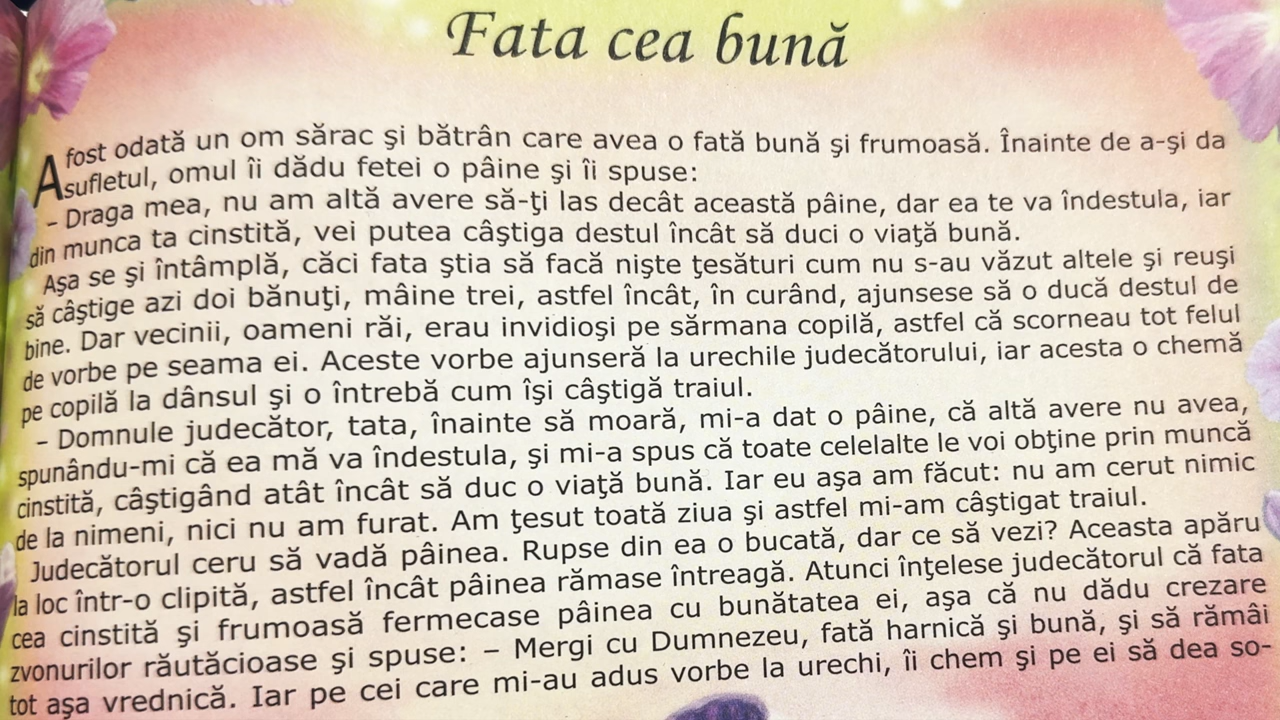 Fata cea bună
A fost odată un om sărac şi bătrân care avea o fată bună şi frumoasă. Înainte de a-şi da
sufletul, omul îi dădu fetei o pâine şi îi spuse:
– Draga mea, nu am altă avere să-ţi las decât această pâine, dar ea te va îndestula, iar
din munca ta cinstită, vei putea câştiga destul încât să duci o viaţă bună.
Aşa se şi întâmplă, căci fata ştia să facă nişte ţesături cum nu s-au văzut altele şi reuşi
să câştige azi doi bănuţi, mâine trei, astfel încât, în curând, ajunsese să o ducă destul de
bine. Dar vecinii, oameni răi, erau invidioşi pe sărmana copilă, astfel că scorneau tot felul
de vorbe pe seama ei. Aceste vorbe ajunseră la urechile judecătorului, iar acesta o chemă
pe copilă la dânsul şi o întrebă cum îşi câştigă traiul.
– Domnule judecător, tata, înainte să moară, mi-a dat o pâine, că altă avere nu avea,
spunându-mi că ea mă va îndestula, şi mi-a spus că toate celelalte le voi obţine prin muncă
cinstită, câştigând atât încât să duc o viaţă bună. Iar eu aşa am făcut: nu am cerut nimic
de la nimeni, nici nu am furat. Am ţesut toată ziua şi astfel mi-am câştigat traiul.
Judecătorul ceru să vadă pâinea. Rupse din ea o bucată, dar ce să vezi? Aceasta apăru
la loc într-o clipită, astfel încât pâinea rămase întreagă. Atunci înţelese judecătorul că fata
cea cinstită şi frumoasă fermecase pâinea cu bunătatea ei, aşa că nu dădu crezare
zvonurilor răutăcioase şi spuse: – Mergi cu Dumnezeu, fată harnică şi bună, şi să rămâi
tot aşa vrednică. Iar pe cei care mi-au adus vorbe la urechi, îi chem şi pe ei să dea so-